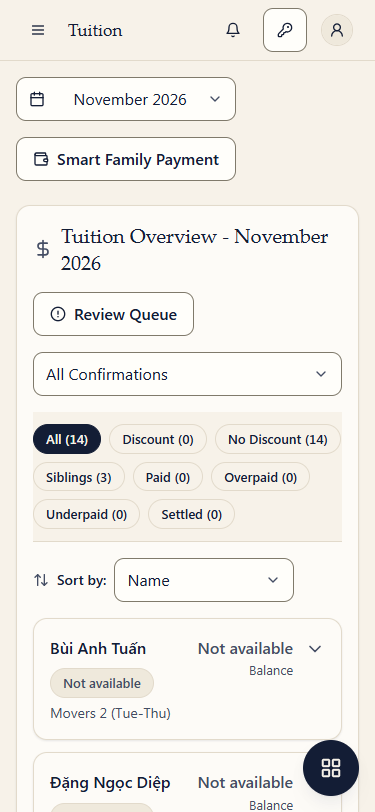 Tuition
November 2026
Smart Family Payment
Tuition Overview - November
2026
Review Queue
All Confirmations
All (14)
Discount (0)
No Discount (14)
Siblings (3)
Paid (0)
Overpaid (0)
Underpaid (0)
Settled (0)
Sort by:
Name
Bùi Anh Tuấn
Not available
Balance
Not available
Movers 2 (Tue-Thu)
Đặng Ngọc Diệp
Not available
Balance